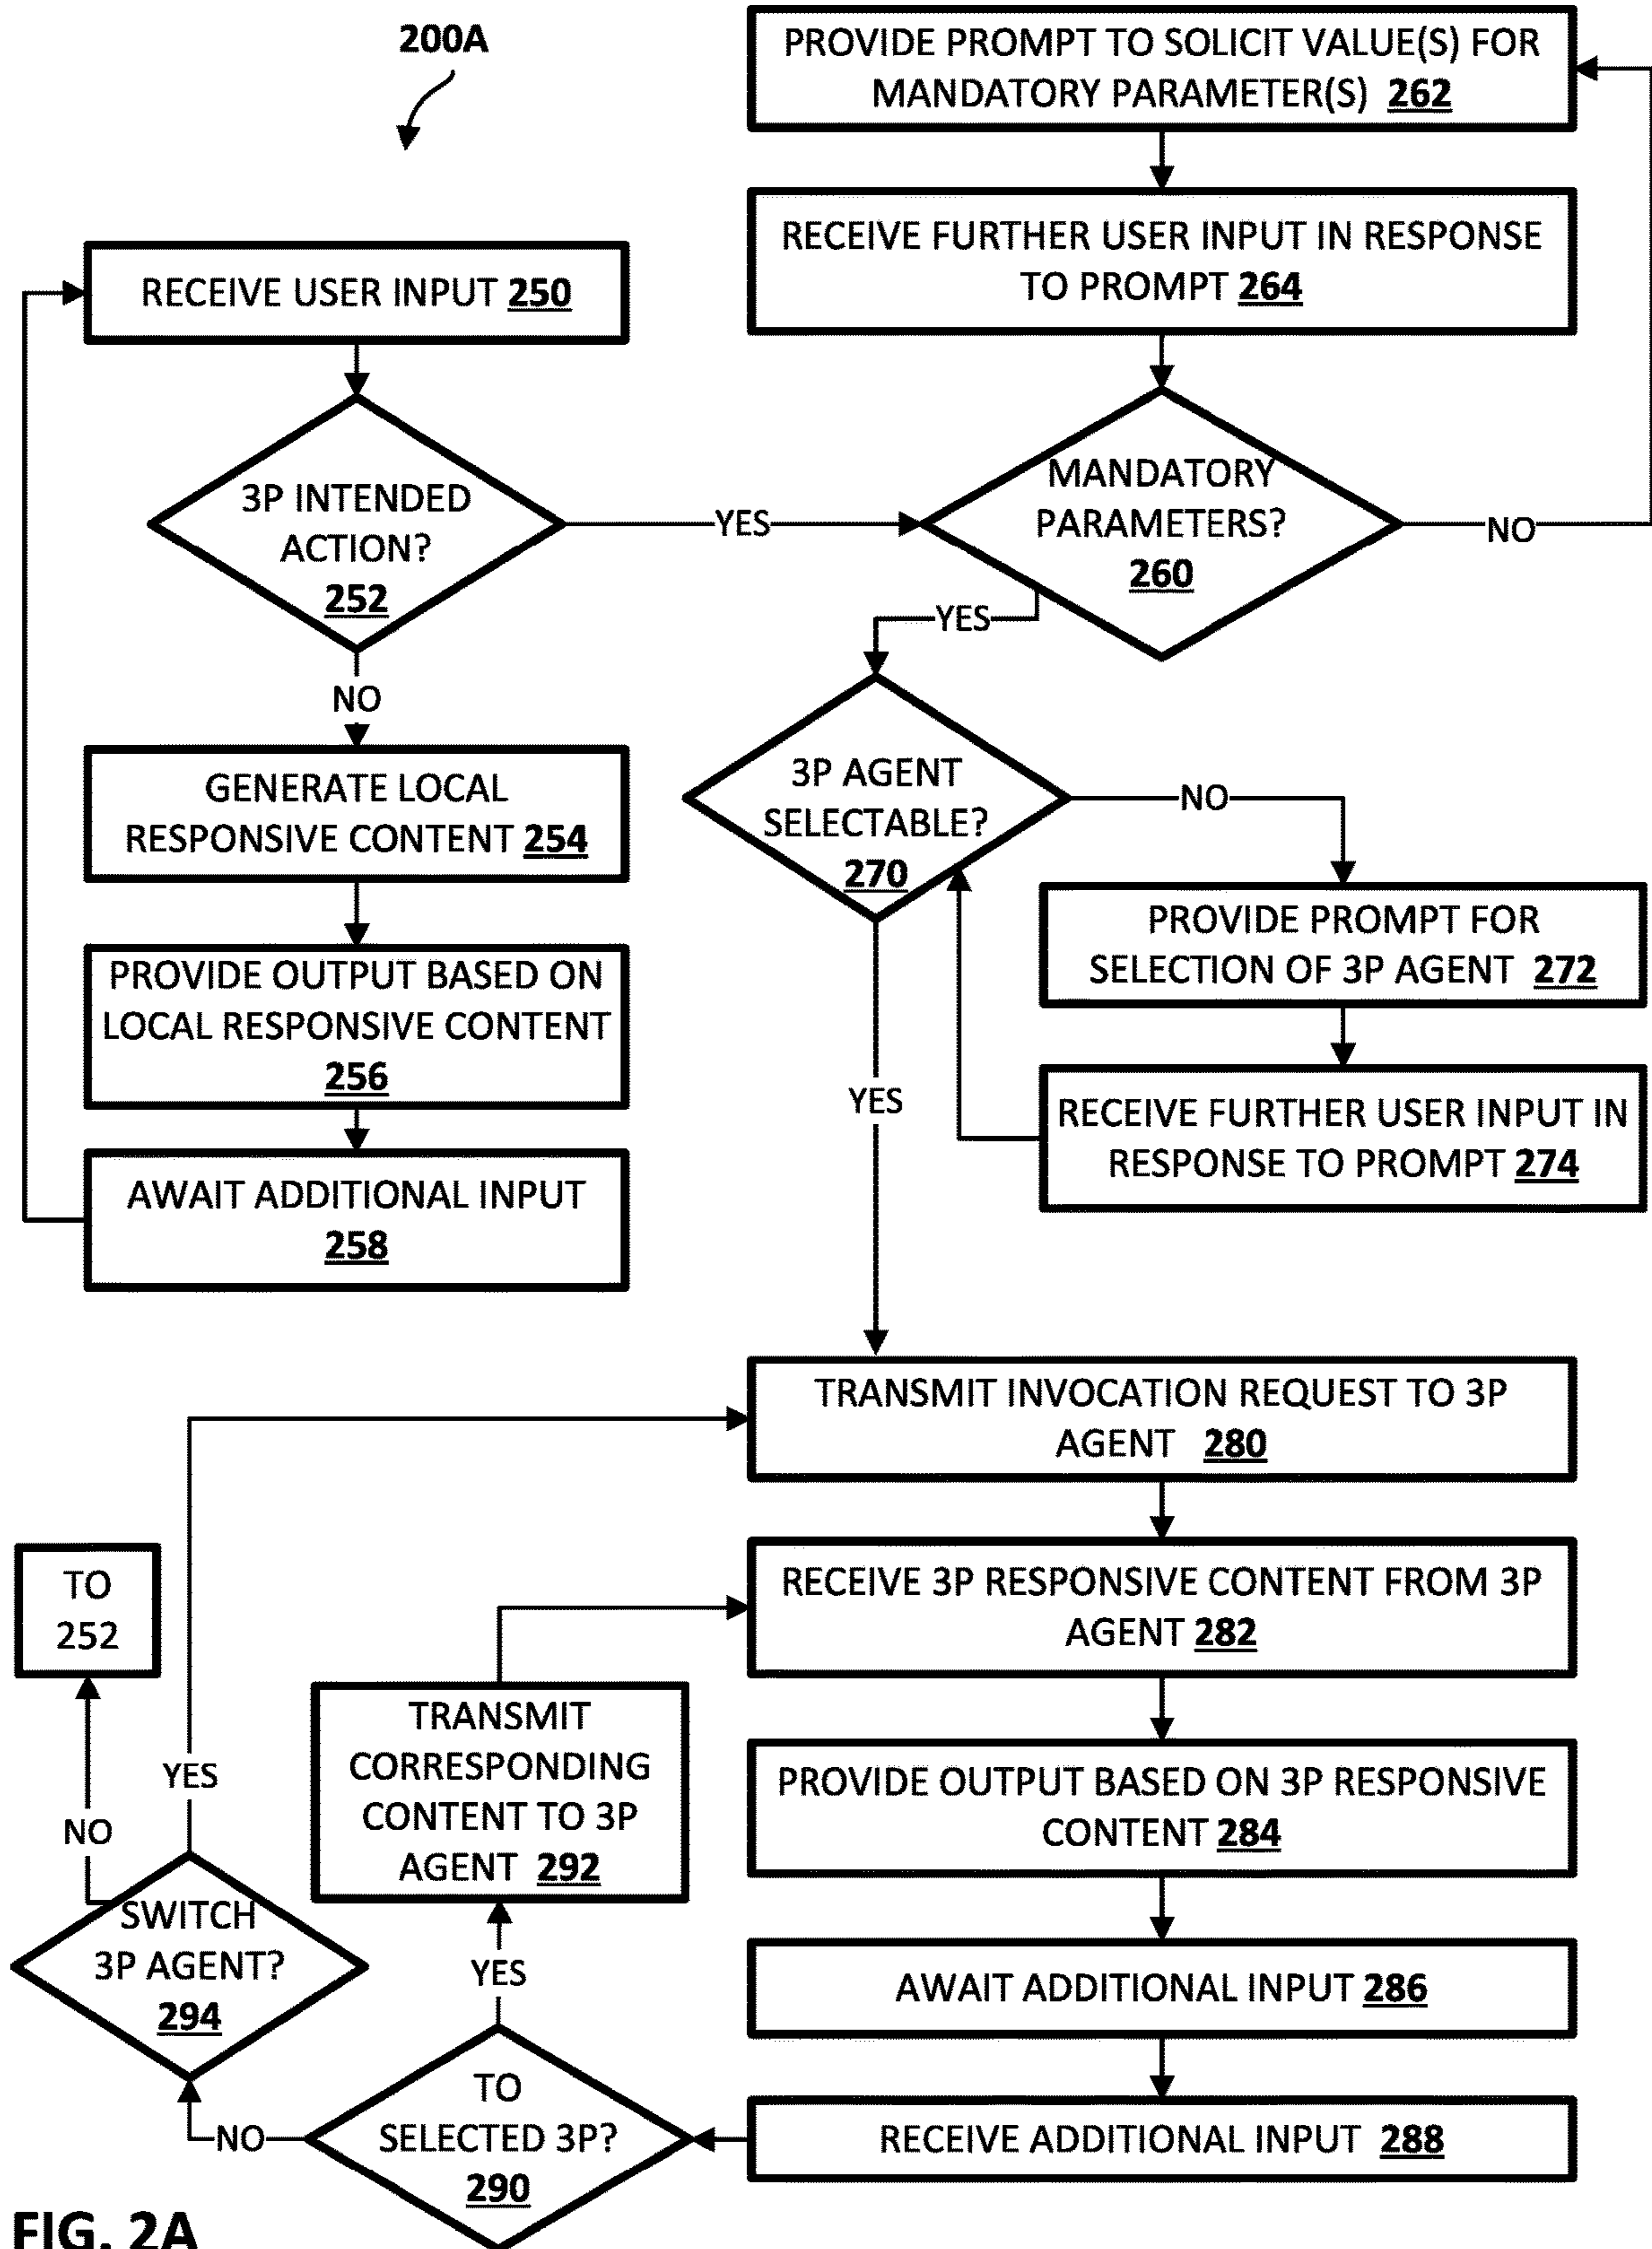 200A
PROVIDE PROMPT TO SOLICIT VALUE(S) FOR
MANDATORY PARAMETER(S) 262
RECEIVE FURTHER USER INPUT IN RESPONSE
TO PROMPT 264
RECEIVE USER INPUT 250
3P INTENDED
ACTION?
252
YES
MANDATORY
PARAMETERS?
260
NO
YES
NO
GENERATE LOCAL
RESPONSIVE CONTENT 254
3P AGENT
SELECTABLE?
270
NO
PROVIDE PROMPT FOR
SELECTION OF 3P AGENT 272
PROVIDE OUTPUT BASED ON
LOCAL RESPONSIVE CONTENT
256
YES
RECEIVE FURTHER USER INPUT IN
RESPONSE TO PROMPT 274
AWAIT ADDITIONAL INPUT
258
TRANSMIT INVOCATION REQUEST TO 3P
AGENT 280
RECEIVE 3P RESPONSIVE CONTENT FROM 3P
AGENT 282
TO
252
TRANSMIT
CORRESPONDING
CONTENT TO 3P
AGENT 292
YES
NO
PROVIDE OUTPUT BASED ON 3P RESPONSIVE
CONTENT 284
SWITCH
3P AGENT?
294
YES
AWAIT ADDITIONAL INPUT 286
TO
SELECTED 3P?
290
NO
RECEIVE ADDITIONAL INPUT 288
FIG. 2A